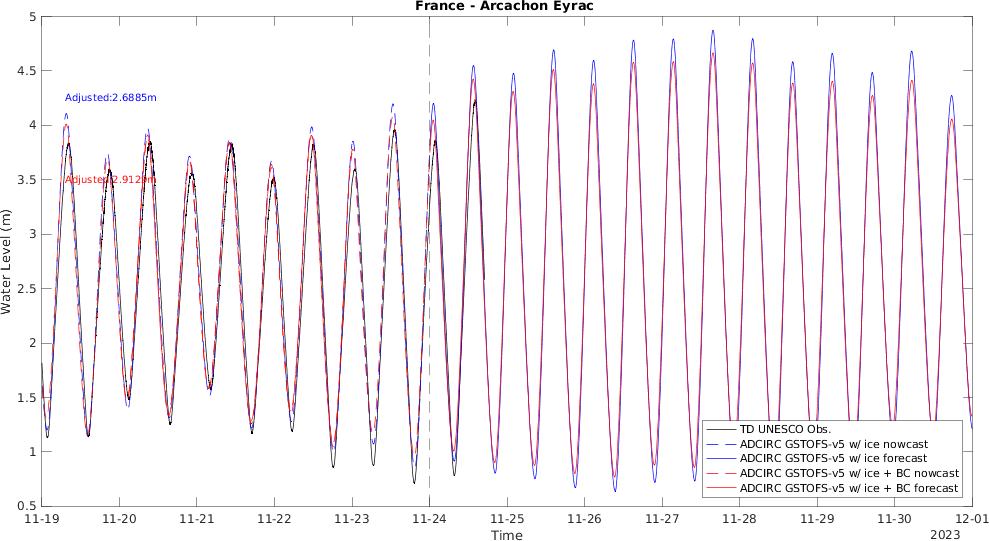 France - Arcachon Eyrac
5
4.5
4
3.5
3
2.5
2
1.5
1
0.5
Water Level (m)
Adjusted:2.6885m
TD UNESCO Obs.
ADCIRC GSTOFS-v5 w/ ice nowcast
ADCIRC GSTOFS-v5 w/ ice forecast
ADCIRC GSTOFS-v5 w/ ice + BC nowcast
ADCIRC GSTOFS-v5 w/ ice + BC forecast
11-19 11-20 11-21 11-22 11-23 11-24 11-25 11-26 11-27 11-28 11-29 11-30 12-01
Time
2023